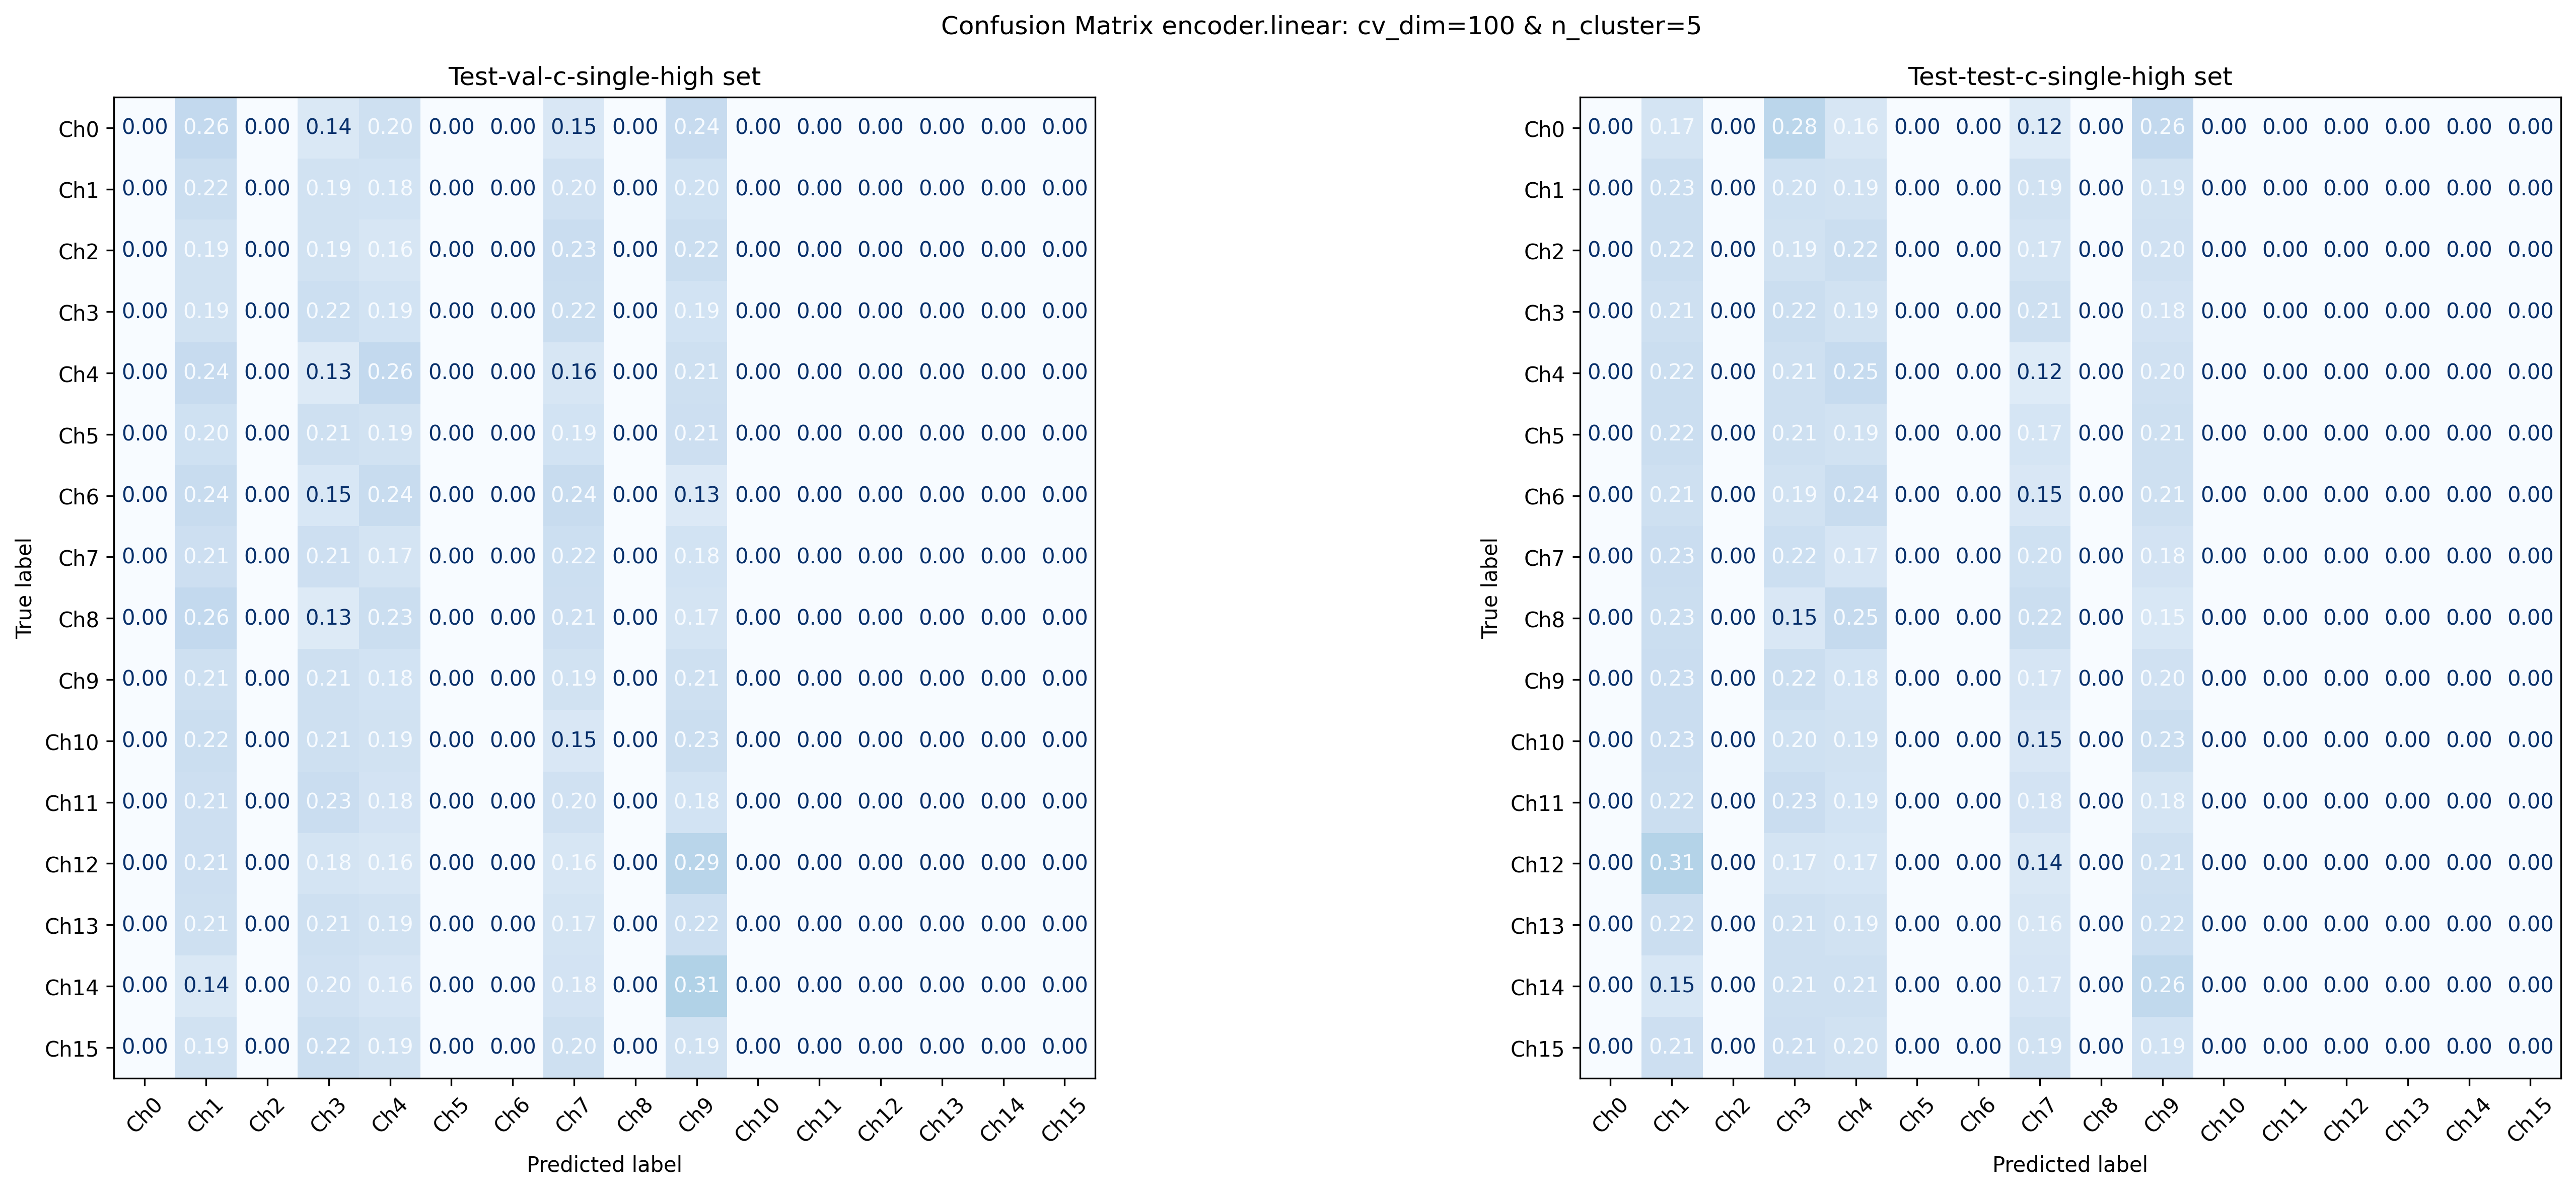 Confusion Matrix encoder.linear: cv_dim=100 & n_cluster=5
Test-val-c-single-high set
True label
Ch0 0.00 0.26 0.00 0.14 0.20 0.00 0.00 0.15 0.00 0.24 0.00 0.00 0.00 0.00 0.00 0.00
Ch1 0.00 0.22 0.00 0.19 0.18 0.00 0.00 0.20 0.00 0.20 0.00 0.00 0.00 0.00 0.00 0.00
Ch2 0.00 0.19 0.00 0.19 0.16 0.00 0.00 0.23 0.00 0.22 0.00 0.00 0.00 0.00 0.00 0.00
Ch3 0.00 0.19 0.00 0.22 0.19 0.00 0.00 0.22 0.00 0.19 0.00 0.00 0.00 0.00 0.00 0.00
Ch4 0.00 0.24 0.00 0.13 0.26 0.00 0.00 0.16 0.00 0.21 0.00 0.00 0.00 0.00 0.00 0.00
Ch5 0.00 0.20 0.00 0.21 0.19 0.00 0.00 0.19 0.00 0.21 0.00 0.00 0.00 0.00 0.00 0.00
Ch6 0.00 0.24 0.00 0.15 0.24 0.00 0.00 0.24 0.00 0.13 0.00 0.00 0.00 0.00 0.00 0.00
Ch7 0.00 0.21 0.00 0.21 0.17 0.00 0.00 0.22 0.00 0.18 0.00 0.00 0.00 0.00 0.00 0.00
Ch8 0.00 0.26 0.00 0.13 0.23 0.00 0.00 0.21 0.00 0.17 0.00 0.00 0.00 0.00 0.00 0.00
Ch9 0.00 0.21 0.00 0.21 0.18 0.00 0.00 0.19 0.00 0.21 0.00 0.00 0.00 0.00 0.00 0.00
Ch10 0.00 0.22 0.00 0.21 0.19 0.00 0.00 0.15 0.00 0.23 0.00 0.00 0.00 0.00 0.00 0.00
Ch11 0.00 0.21 0.00 0.23 0.18 0.00 0.00 0.20 0.00 0.18 0.00 0.00 0.00 0.00 0.00 0.00
Ch12 0.00 0.21 0.00 0.18 0.16 0.00 0.00 0.16 0.00 0.29 0.00 0.00 0.00 0.00 0.00 0.00
Ch13 0.00 0.21 0.00 0.21 0.19 0.00 0.00 0.17 0.00 0.22 0.00 0.00 0.00 0.00 0.00 0.00
Ch14 0.00 0.14 0.00 0.20 0.16 0.00 0.00 0.18 0.00 0.31 0.00 0.00 0.00 0.00 0.00 0.00
Ch15 0.00 0.19 0.00 0.22 0.19 0.00 0.00 0.20 0.00 0.19 0.00 0.00 0.00 0.00 0.00 0.00
Ch0 Ch1 Ch2 Ch3 Ch4 Ch5 Ch6 Ch7 Ch8 Ch9 Ch10 Ch11 Ch12 Ch13 Ch14 Ch15
Predicted label
Test-test-c-single-high set
True label
Ch0 0.00 0.17 0.00 0.28 0.16 0.00 0.00 0.12 0.00 0.26 0.00 0.00 0.00 0.00 0.00 0.00
Ch1 0.00 0.23 0.00 0.20 0.19 0.00 0.00 0.19 0.00 0.19 0.00 0.00 0.00 0.00 0.00 0.00
Ch2 0.00 0.22 0.00 0.19 0.22 0.00 0.00 0.17 0.00 0.20 0.00 0.00 0.00 0.00 0.00 0.00
Ch3 0.00 0.21 0.00 0.22 0.19 0.00 0.00 0.21 0.00 0.18 0.00 0.00 0.00 0.00 0.00 0.00
Ch4 0.00 0.22 0.00 0.21 0.25 0.00 0.00 0.12 0.00 0.20 0.00 0.00 0.00 0.00 0.00 0.00
Ch5 0.00 0.22 0.00 0.21 0.19 0.00 0.00 0.17 0.00 0.21 0.00 0.00 0.00 0.00 0.00 0.00
Ch6 0.00 0.21 0.00 0.19 0.24 0.00 0.00 0.15 0.00 0.21 0.00 0.00 0.00 0.00 0.00 0.00
Ch7 0.00 0.23 0.00 0.22 0.17 0.00 0.00 0.20 0.00 0.18 0.00 0.00 0.00 0.00 0.00 0.00
Ch8 0.00 0.23 0.00 0.15 0.25 0.00 0.00 0.22 0.00 0.15 0.00 0.00 0.00 0.00 0.00 0.00
Ch9 0.00 0.23 0.00 0.22 0.18 0.00 0.00 0.17 0.00 0.20 0.00 0.00 0.00 0.00 0.00 0.00
Ch10 0.00 0.23 0.00 0.20 0.19 0.00 0.00 0.15 0.00 0.23 0.00 0.00 0.00 0.00 0.00 0.00
Ch11 0.00 0.22 0.00 0.23 0.19 0.00 0.00 0.18 0.00 0.18 0.00 0.00 0.00 0.00 0.00 0.00
Ch12 0.00 0.31 0.00 0.17 0.17 0.00 0.00 0.14 0.00 0.21 0.00 0.00 0.00 0.00 0.00 0.00
Ch13 0.00 0.22 0.00 0.21 0.19 0.00 0.00 0.16 0.00 0.22 0.00 0.00 0.00 0.00 0.00 0.00
Ch14 0.00 0.15 0.00 0.21 0.21 0.00 0.00 0.17 0.00 0.26 0.00 0.00 0.00 0.00 0.00 0.00
Ch15 0.00 0.21 0.00 0.21 0.20 0.00 0.00 0.19 0.00 0.19 0.00 0.00 0.00 0.00 0.00 0.00
Ch0 Ch1 Ch2 Ch3 Ch4 Ch5 Ch6 Ch7 Ch8 Ch9 Ch10 Ch11 Ch12 Ch13 Ch14 Ch15
Predicted label